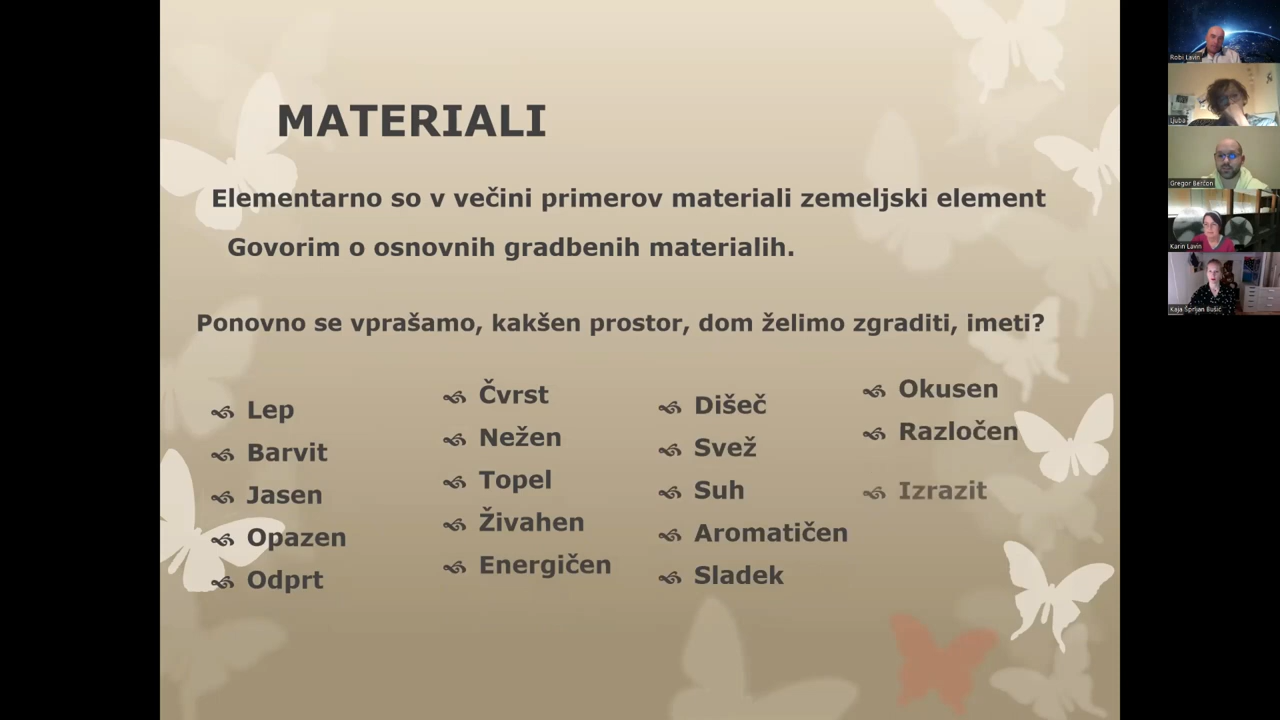 MATERIALI
Elementarno so v večini primerov materiali zemeljski element
Govorim o osnovnih gradbenih materialih.
Ponovno se vprašamo, kakšen prostor, dom želimo zgraditi, imeti?
Lep
Barvit
Jasen
Opazen
Odprt
Čvrst
Nežen
Topel
Živahen
Energičen
Dišeč
Svež
Suh
Aromatičen
Sladek
Okusen
Razločen
Izrazit
Robi Lavin
Ljuba
Gregor Berčon
Karin Lavin
Kaja Šprljan Bušić